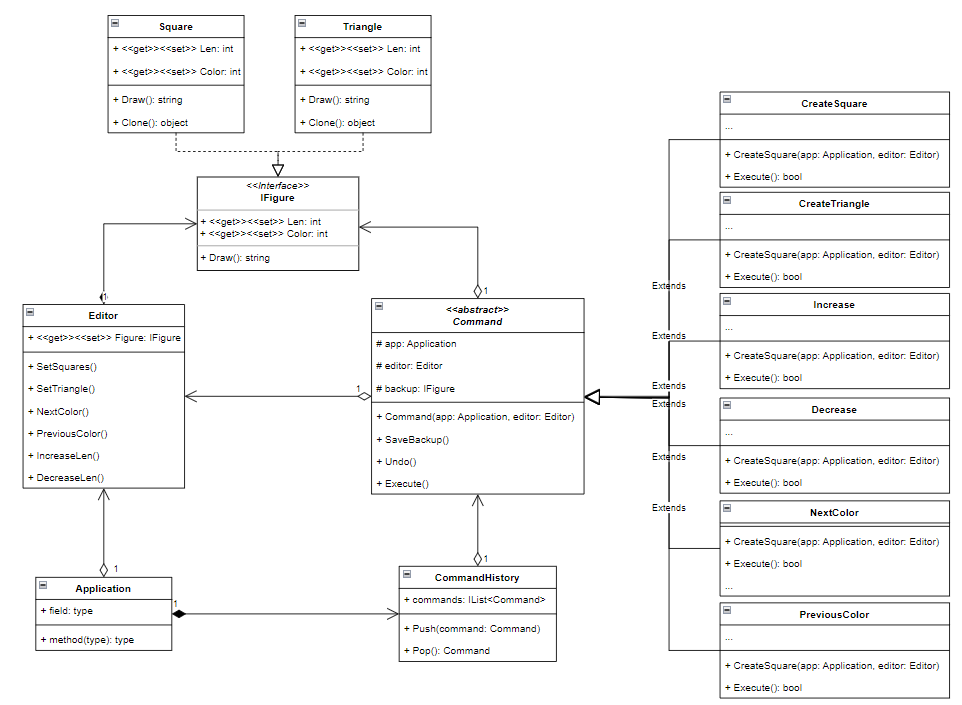 Square
+ <<get>><<set>> Len: int
+ <<get>><<set>> Color: int
+ Draw(): string
+ Clone(): object
Triangle
+ <<get>><<set>> Len: int
+ <<get>><<set>> Color: int
+ Draw(): string
+ Clone(): object
<<Interface>>
IFigure
+ <<get>><<set>> Len: int
+ <<get>><<set>> Color: int
+ Draw(): string
1
1
Editor
+ <<get>><<set>> Figure: IFigure
+ SetSquares()
+ SetTriangle()
+ NextColor()
+ PreviousColor()
+ IncreaseLen()
+ DecreaseLen()
1
<<abstract>>
Command
# app: Application
# editor: Editor
# backup: IFigure
+ Command(app: Application, editor: Editor)
+ SaveBackup()
+ Undo()
+ Execute()
1
Application
+ field: type
+ method(type): type
1
1
CommandHistory
+ commands: IList<Command>
+ Push(command: Command)
+ Pop(): Command
Extends
Extends
Extends
Extends
Extends
Extends
CreateSquare
...
+ CreateSquare(app: Application, editor: Editor)
+ Execute(): bool
CreateTriangle
...
+ CreateSquare(app: Application, editor: Editor)
+ Execute(): bool
Increase
...
+ CreateSquare(app: Application, editor: Editor)
+ Execute(): bool
Decrease
...
+ CreateSquare(app: Application, editor: Editor)
+ Execute(): bool
NextColor
+ CreateSquare(app: Application, editor: Editor)
+ Execute(): bool
...
PreviousColor
...
+ CreateSquare(app: Application, editor: Editor)
+ Execute(): bool